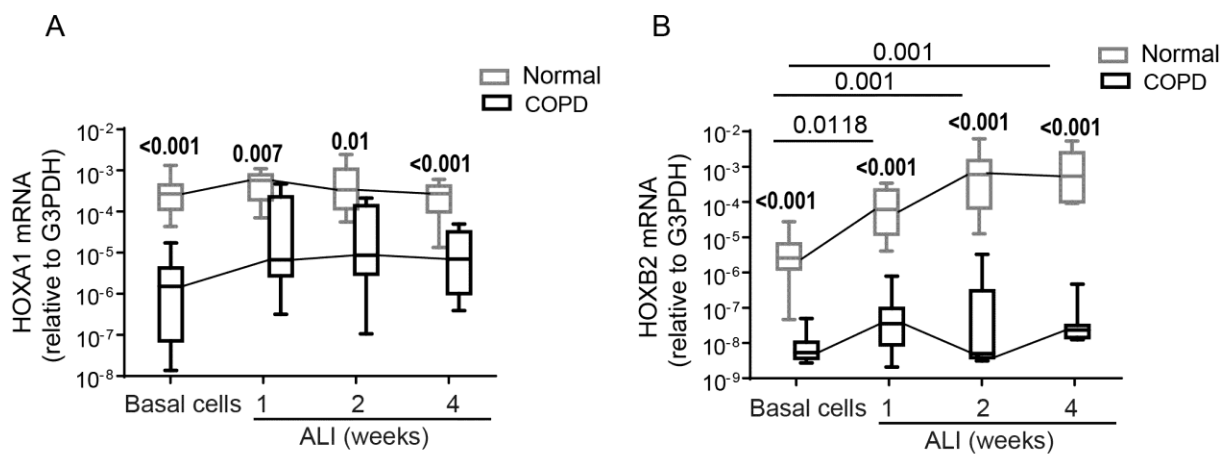 A
Normal
COPD
HOXA1 mRNA
(relative to G3PDH)
10⁻²
10⁻³
10⁻⁴
10⁻⁵
10⁻⁶
10⁻⁷
10⁻⁸
<0.001
0.007
0.01
<0.001
Basal cells 1 2 4
ALI (weeks)
B
Normal
COPD
0.001
0.001
0.0118
HOXB2 mRNA
(relative to G3PDH)
10⁻²
10⁻³
10⁻⁴
10⁻⁵
10⁻⁶
10⁻⁷
10⁻⁸
10⁻⁹
<0.001
<0.001
<0.001
<0.001
Basal cells 1 2 4
ALI (weeks)